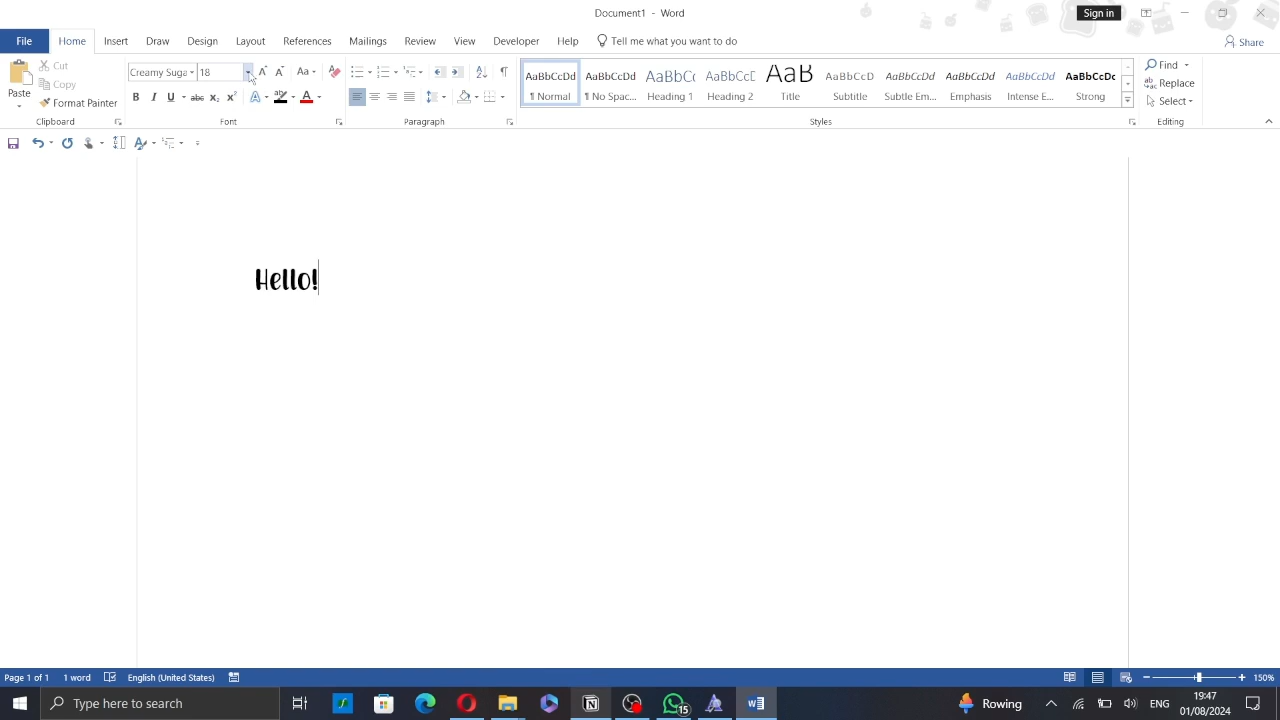 Document1 - Word
Sign in
File Home Insert Draw Design Layout References Mailings Review View Developer Help Tell me what you want to do Share
Paste Cut Copy Format Painter
Clipboard
Creamy Suga 18
Font
Paragraph
AaBbCcDd AaBbCcDd AaBbCc AaBbCcD AaB AaBbCcD AaBbCcDd AaBbCcDd AaBbCcDd AaBbCcDc
¶ Normal ¶ No Spac... Heading 1 Heading 2 Title Subtitle Subtle Em... Emphasis Intense E... Strong
Styles
Find
Replace
Select
Editing
Hello!
Page 1 of 1 1 word English (United States) 150%
Type here to search
15
Rowing
ENG
19:47
01/08/2024